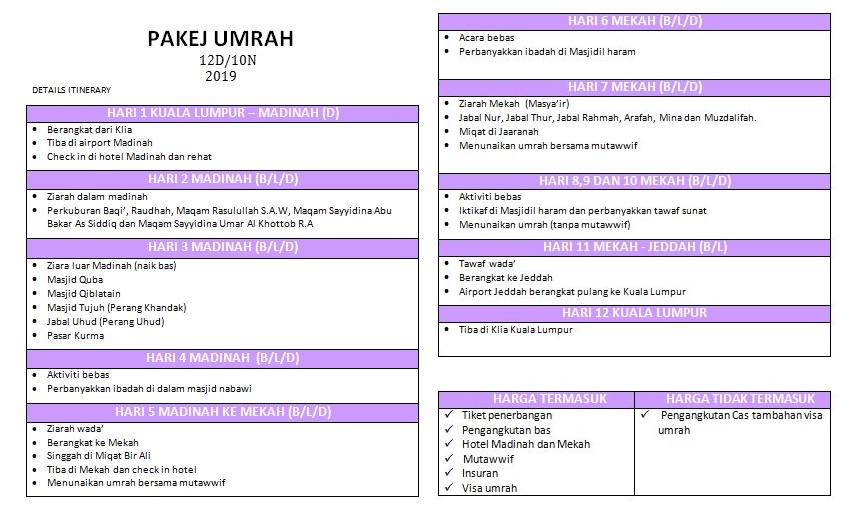 PAKEJ UMRAH
12D/10N
2019
DETAILS ITINERARY
HARI 1 KUALA LUMPUR – MADINAH (D)
Berangkat dari Klia
Tiba di airport Madinah
Check in di hotel Madinah dan rehat
HARI 2 MADINAH (B/L/D)
Ziarah dalam madinah
Perkuburan Baqi’, Raudhah, Maqam Rasulullah S.A.W, Maqam Sayyidina Abu
Bakar As Siddiq dan Maqam Sayyidina Umar Al Khottob R.A
HARI 3 MADINAH (B/L/D)
Ziara luar Madinah (naik bas)
Masjid Quba
Masjid Qiblatain
Masjid Tujuh (Perang Khandak)
Jabal Uhud (Perang Uhud)
Pasar Kurma
HARI 4 MADINAH (B/L/D)
Aktiviti bebas
Perbanyakkan ibadah di dalam masjid nabawi
HARI 5 MADINAH KE MEKAH (B/L/D)
Ziarah wada’
Berangkat ke Mekah
Singgah di Miqat Bir Ali
Tiba di Mekah dan check in hotel
Menunaikan umrah bersama mutawwif
HARI 6 MEKAH (B/L/D)
Acara bebas
Perbanyakkan ibadah di Masjidil haram
HARI 7 MEKAH (B/L/D)
Ziarah Mekah (Masya’ir)
Jabal Nur, Jabal Thur, Jabal Rahmah, Arafah, Mina dan Muzdalifah.
Miqat di Jaaranah
Menunaikan umrah bersama mutawwif
HARI 8,9 DAN 10 MEKAH (B/L/D)
Aktiviti bebas
Iktikaf di Masjidil haram dan perbanyakkan tawaf sunat
Menunaikan umrah (tanpa mutawwif)
HARI 11 MEKAH - JEDDAH (B/L)
Tawaf wada’
Berangkat ke Jeddah
Airport Jeddah berangkat pulang ke Kuala Lumpur
HARI 12 KUALA LUMPUR
Tiba di Klia Kuala Lumpur
HARGA TERMASUK
Tiket penerbangan
Pengangkutan bas
Hotel Madinah dan Mekah
Mutawwif
Insuran
Visa umrah
HARGA TIDAK TERMASUK
Pengangkutan Cas tambahan visa
umrah